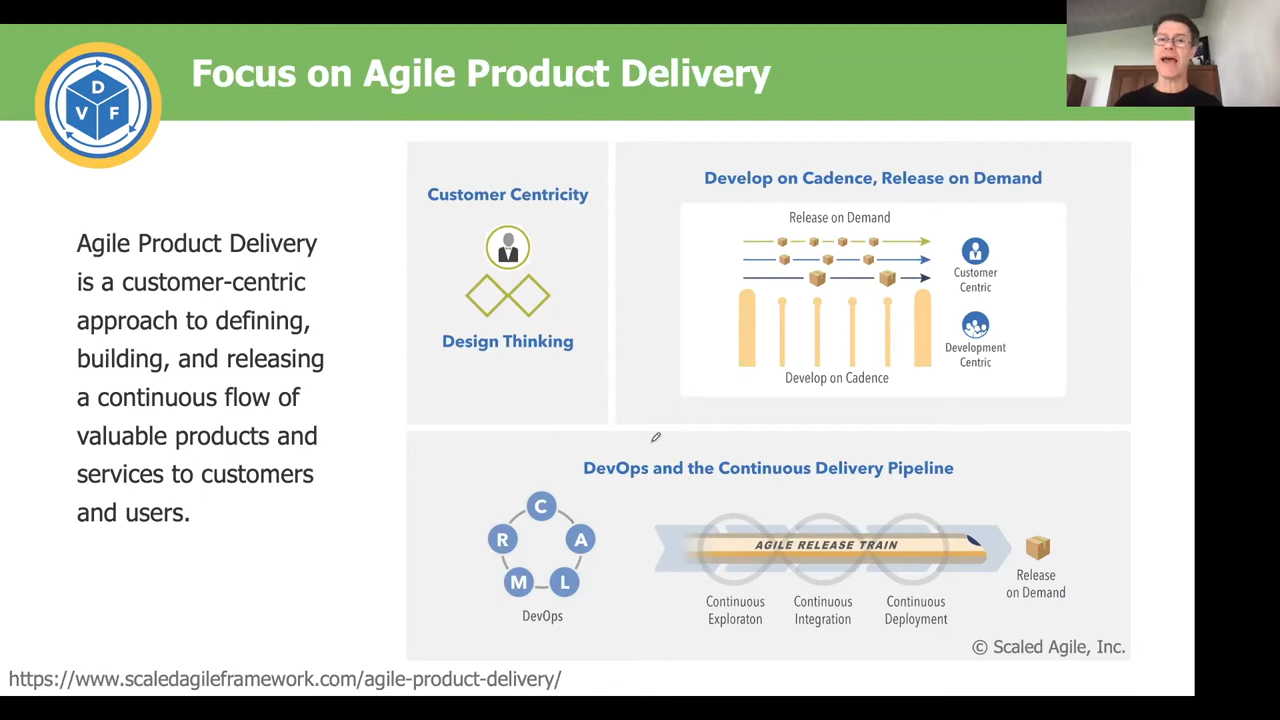 Focus on Agile Product Delivery
D
V F
Agile Product Delivery
is a customer-centric
approach to defining,
building, and releasing
a continuous flow of
valuable products and
services to customers
and users.
Customer Centricity
Design Thinking
Develop on Cadence, Release on Demand
Release on Demand
Customer
Centric
Development
Centric
Develop on Cadence
DevOps and the Continuous Delivery Pipeline
C
R A
M L
DevOps
AGILE RELEASE TRAIN
Continuous
Exploraton
Continuous
Integration
Continuous
Deployment
Release
on Demand
© Scaled Agile, Inc.
https://www.scaledagileframework.com/agile-product-delivery/